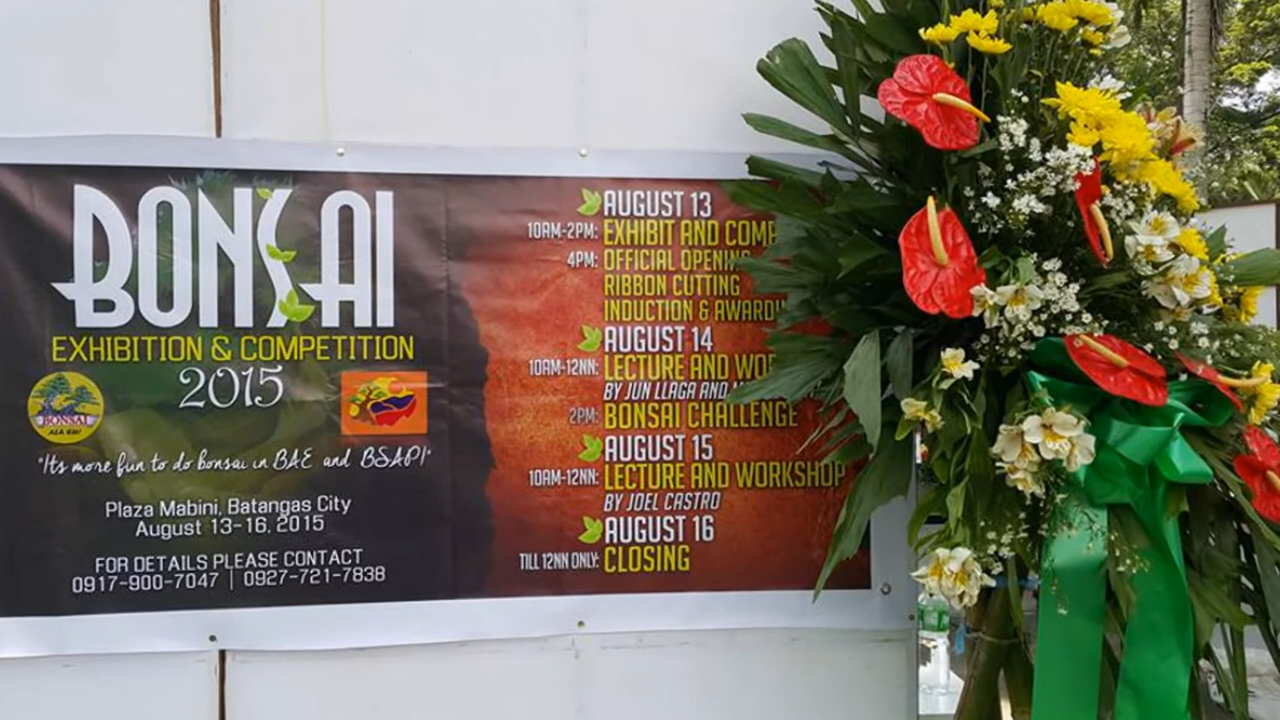 BONSAI
EXHIBITION & COMPETITION
2015
BONSAI
"Its more fun to do bonsai in BAE and BSAPI"
Plaza Mabini, Batangas City
August 13-16, 2015
FOR DETAILS PLEASE CONTACT
0917-900-7047 | 0927-721-7838
AUGUST 13
10AM-2PM: EXHIBIT AND COMP
4PM: OFFICIAL OPENING
RIBBON CUTTING
INDUCTION & AWARDI
AUGUST 14
10AM-12NN: LECTURE AND WO
BY JUN LLAGA AND
2PM: BONSAI CHALLENGE
AUGUST 15
10AM-12NN: LECTURE AND WORKSHOP
BY JOEL CASTRO
AUGUST 16
TILL 12NN ONLY: CLOSING